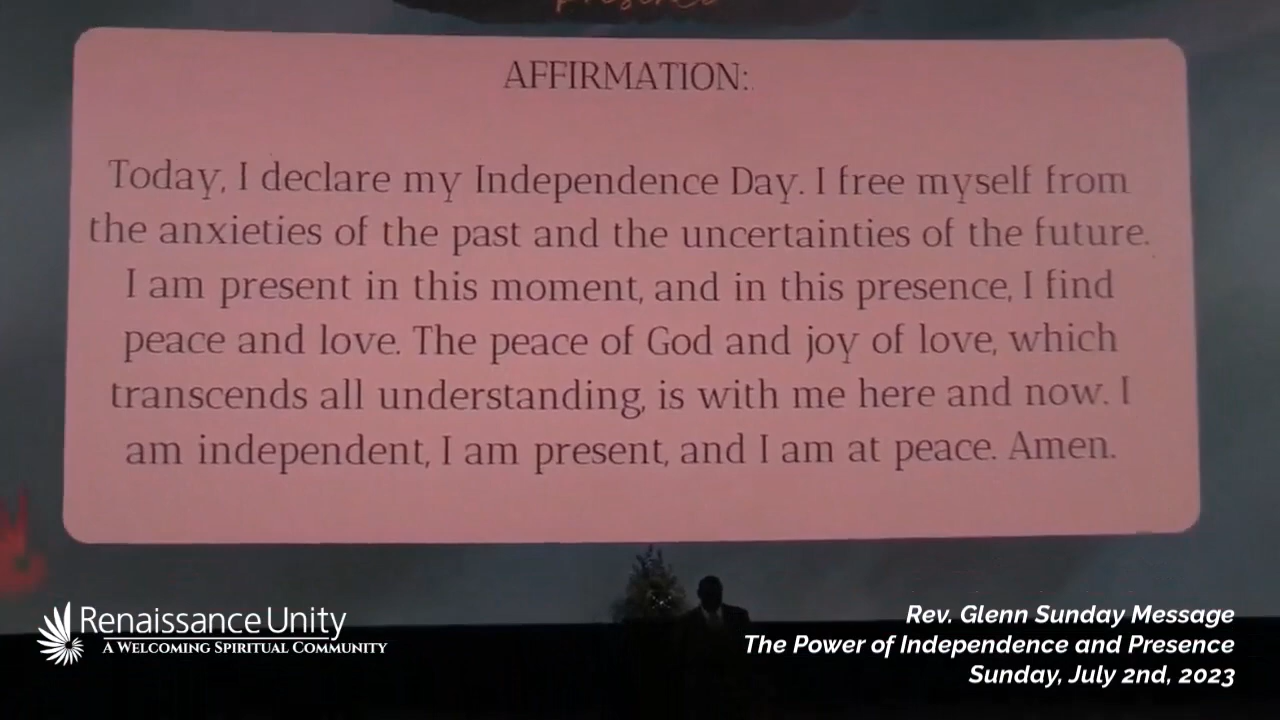 presence
AFFIRMATION:
Today, I declare my Independence Day. I free myself from
the anxieties of the past and the uncertainties of the future.
I am present in this moment, and in this presence, I find
peace and love. The peace of God and joy of love, which
transcends all understanding, is with me here and now. I
am independent, I am present, and I am at peace. Amen.
Renaissance Unity
A Welcoming Spiritual Community
Rev. Glenn Sunday Message
The Power of Independence and Presence
Sunday, July 2nd, 2023